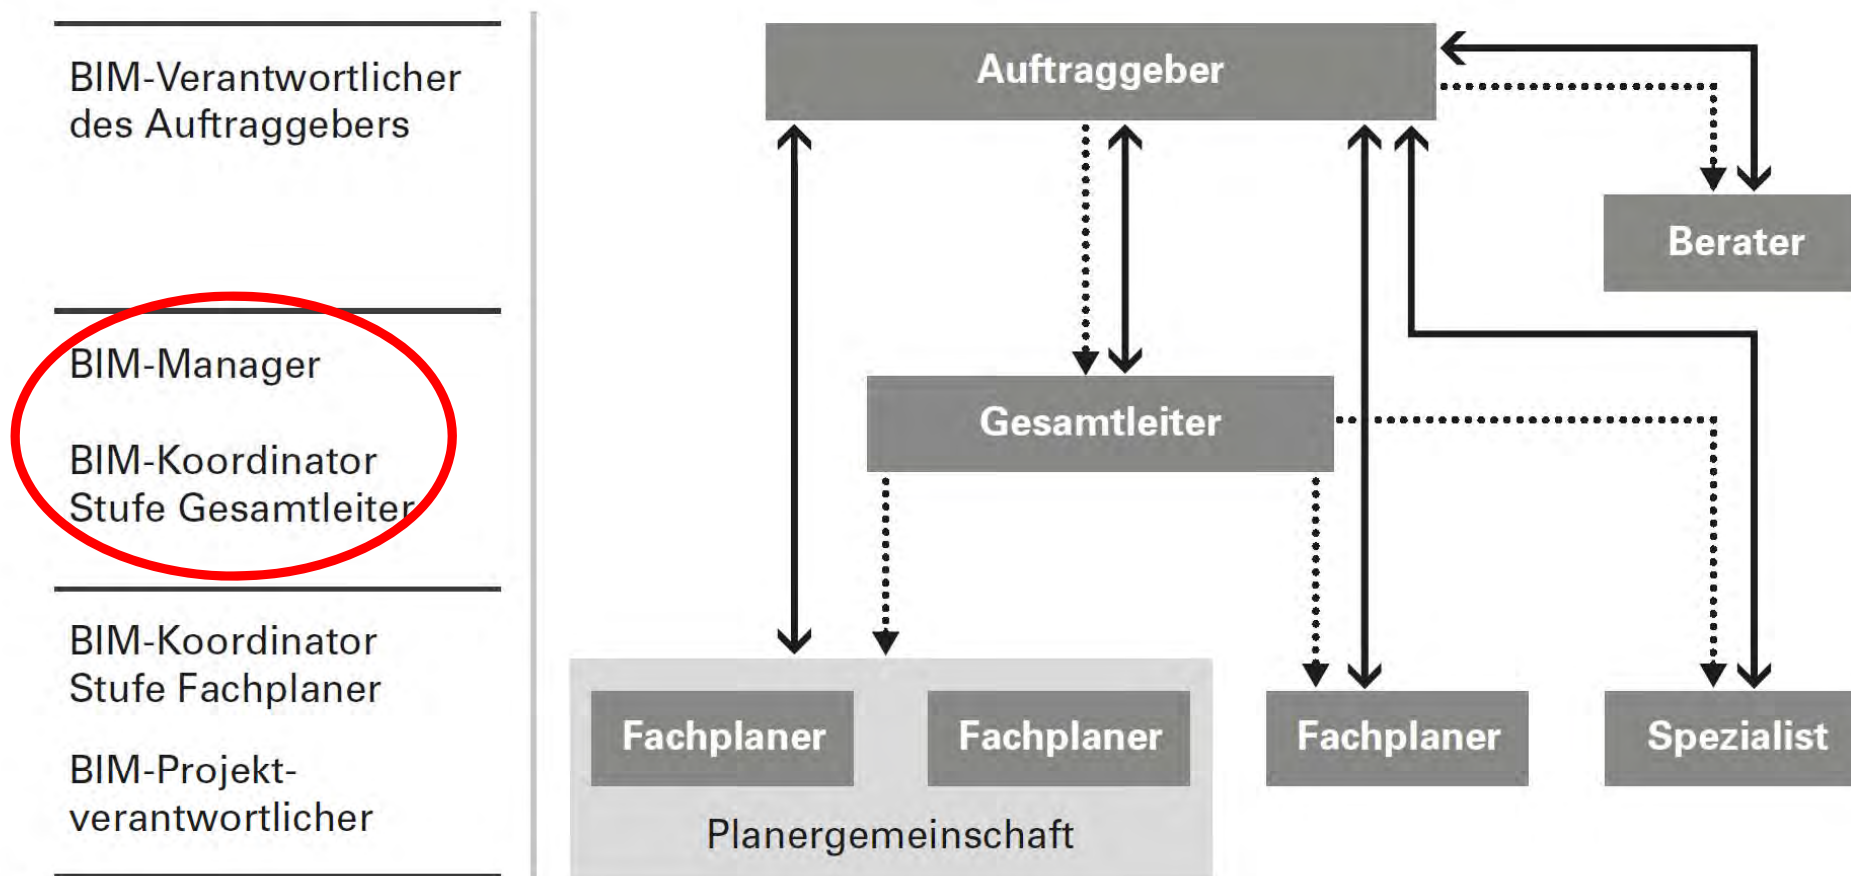 BIM-Verantwortlicher
des Auftraggebers
BIM-Manager
BIM-Koordinator
Stufe Gesamtleiter
BIM-Koordinator
Stufe Fachplaner
BIM-Projekt-
verantwortlicher
Auftraggeber
Berater
Gesamtleiter
Fachplaner
Fachplaner
Fachplaner
Spezialist
Planergemeinschaft